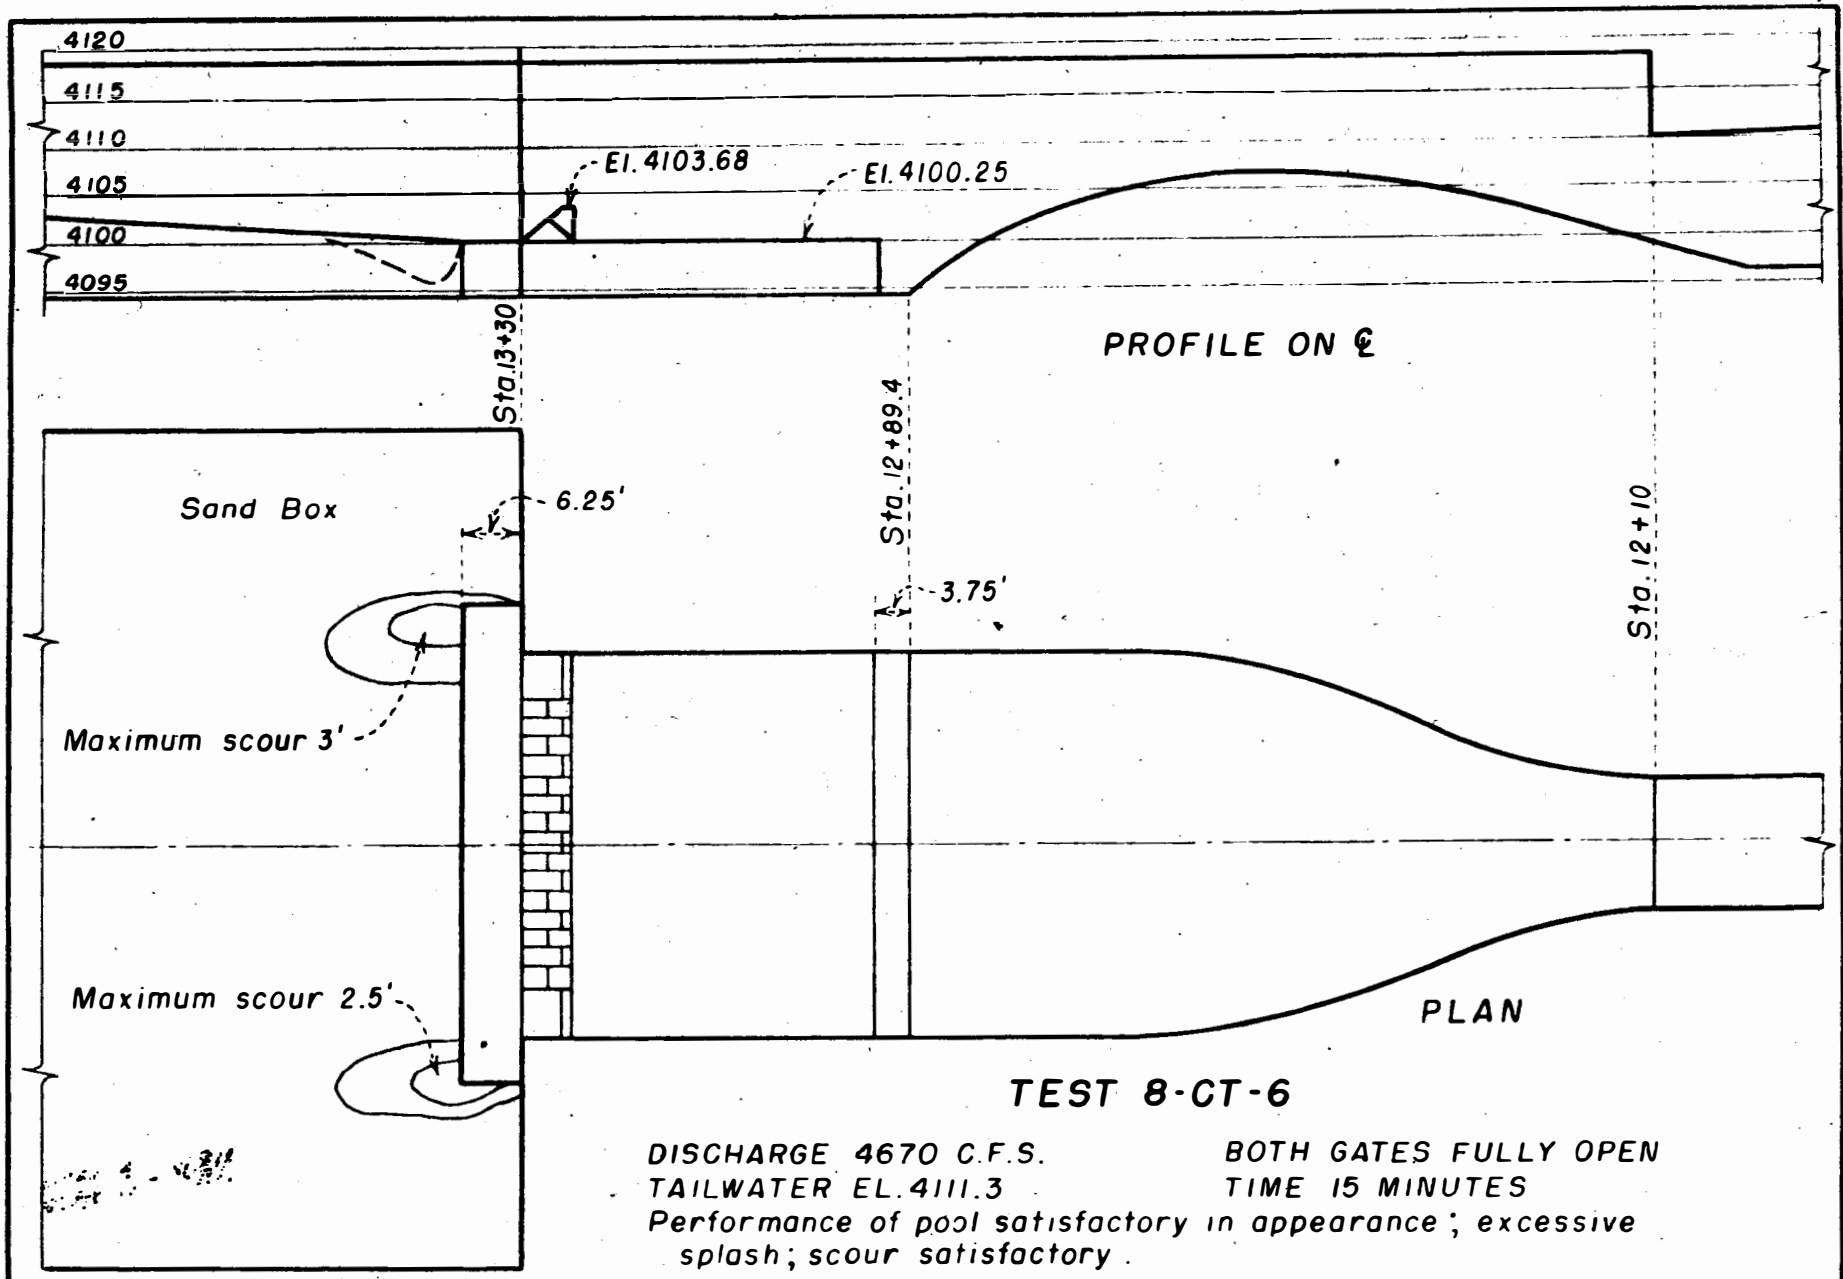 4120
4115
4110
4105
4100
4095
El. 4103.68
El. 4100.25
PROFILE ON ℄
Sta. 13+30
Sta. 12+89.4
Sta. 12+10
Sand Box
6.25'
3.75'
Maximum scour 3'
Maximum scour 2.5'
PLAN
TEST 8-CT-6
DISCHARGE 4670 C.F.S.
BOTH GATES FULLY OPEN
TAILWATER EL. 4111.3
TIME 15 MINUTES
Performance of pool satisfactory in appearance; excessive
splash; scour satisfactory.